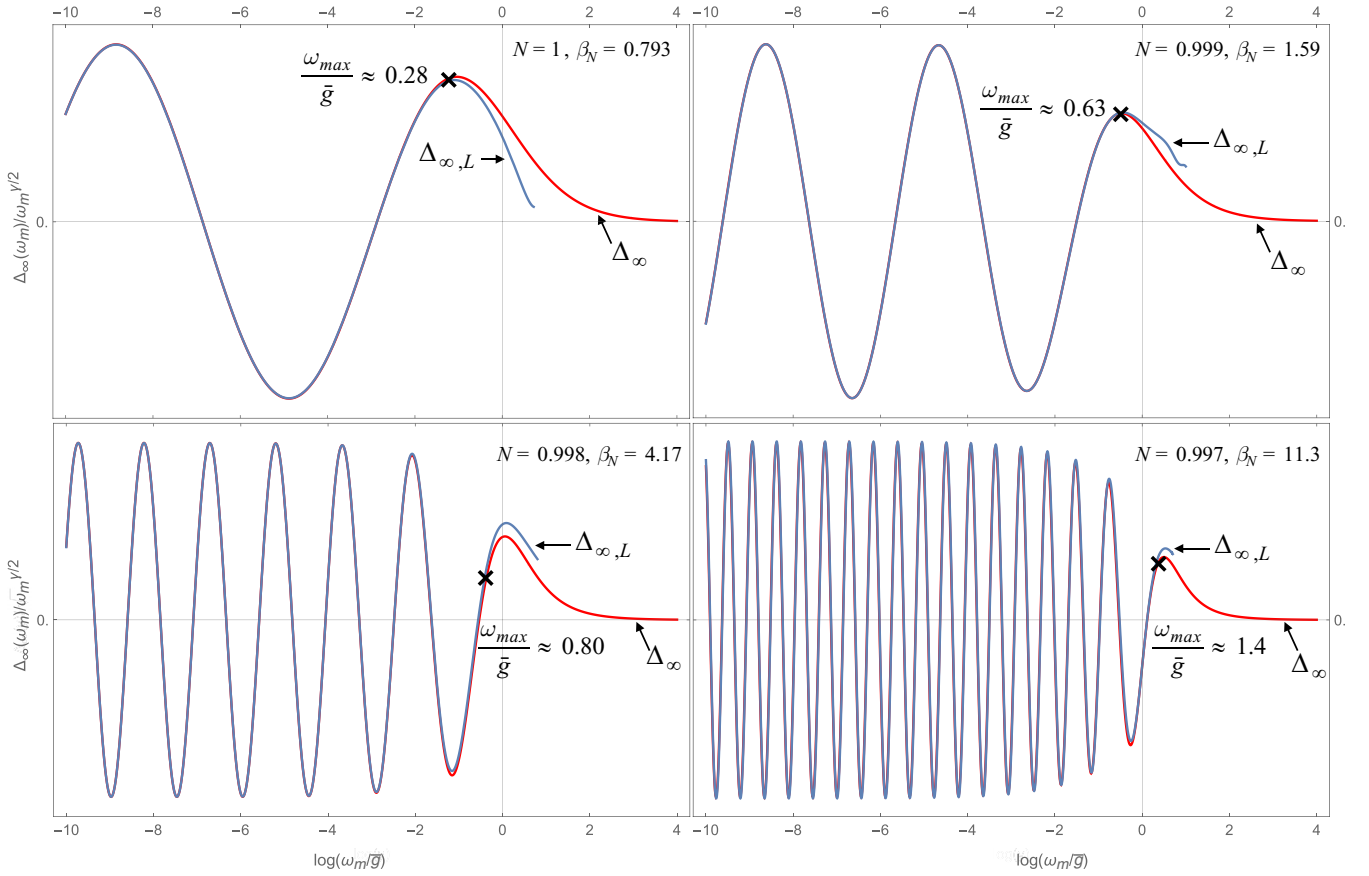 -10 -8 -6 -4 -2 0 2 4
-10 -8 -6 -4 -2 0 2 4
N = 1 , β_N = 0.793
ω_max/ḡ ≈ 0.28
Δ_∞,L
Δ_∞
0.
Δ_∞(ω_m)/ω_m^γ/2
N = 0.999, β_N = 1.59
ω_max/ḡ ≈ 0.63
Δ_∞,L
Δ_∞
0.
N = 0.998, β_N = 4.17
Δ_∞,L
ω_max/ḡ ≈ 0.80
Δ_∞
0.
Δ_∞(ω_m)/ω_m^γ/2
N = 0.997, β_N = 11.3
Δ_∞,L
ω_max/ḡ ≈ 1.4
Δ_∞
0.
-10 -8 -6 -4 -2 0 2 4
-10 -8 -6 -4 -2 0 2 4
log(ω_m/g̅)
log(ω_m/g̅)